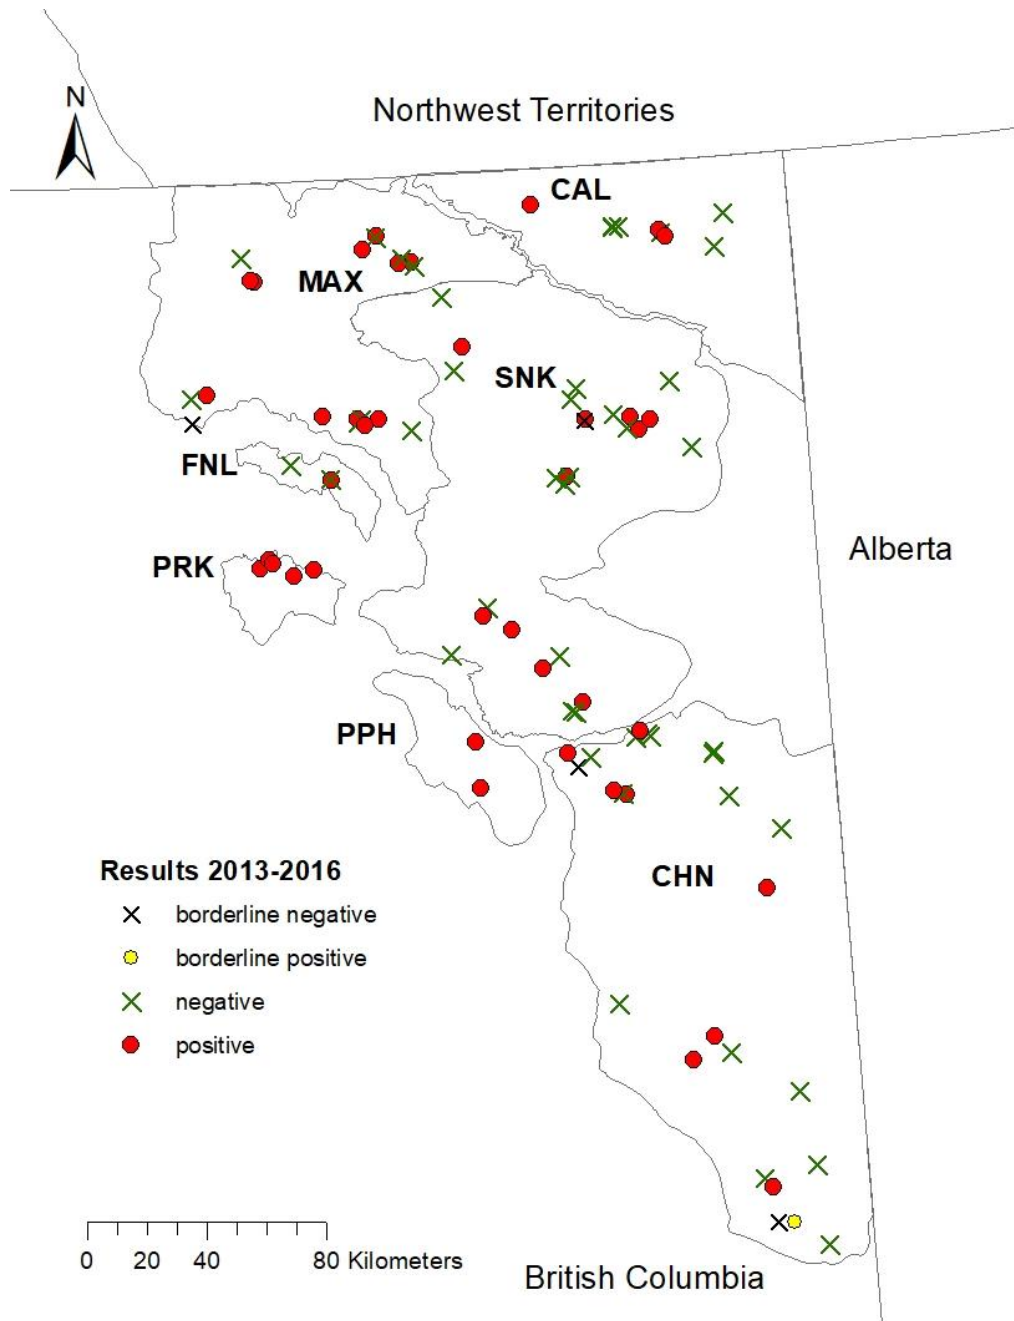 N
Northwest Territories
CAL
MAX
SNK
FNL
Alberta
PRK
PPH
Results 2013-2016
CHN
borderline negative
borderline positive
negative
positive
0 20 40 80 Kilometers
British Columbia